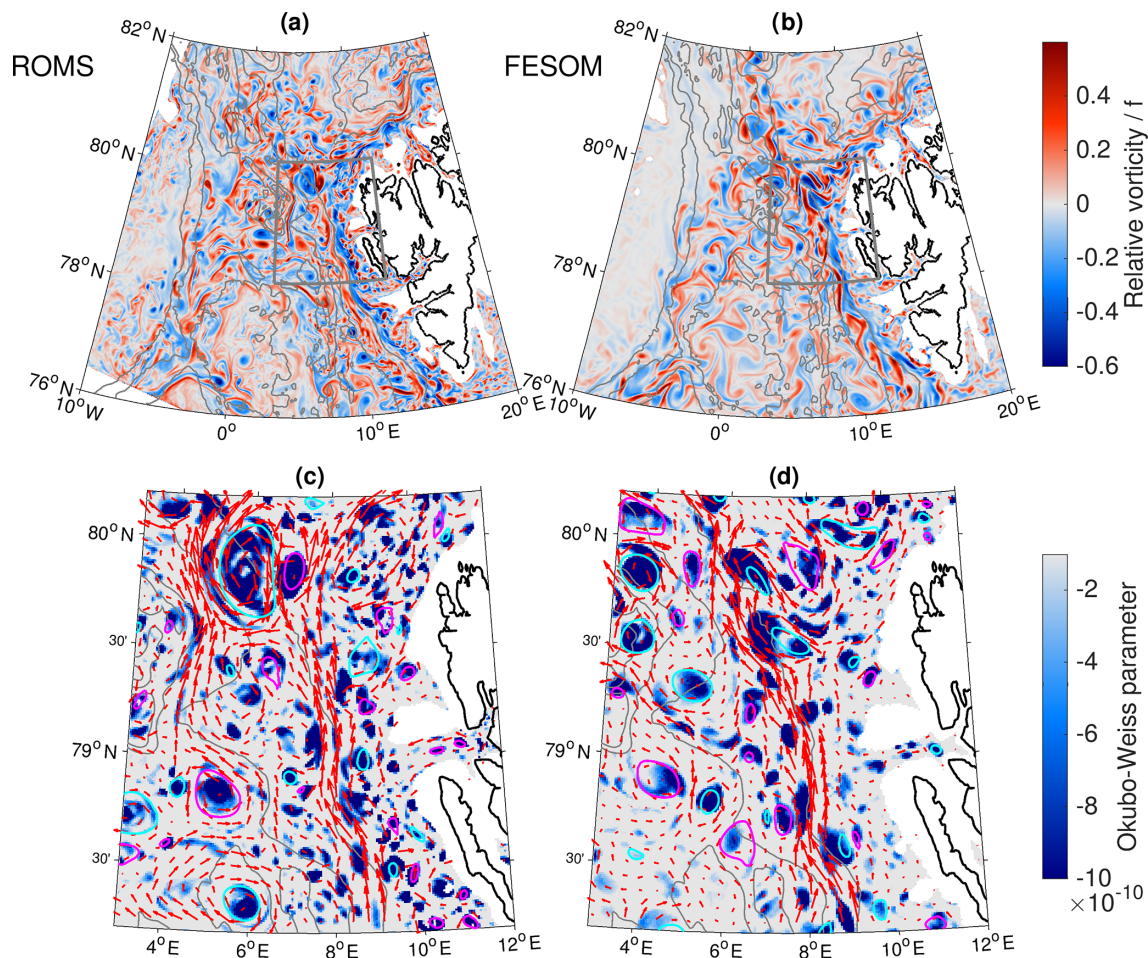 (a)
(b)
ROMS
FESOM
82°N
80°N
78°N
76°N
10°W
0°
10°E
20°E
82°N
80°N
78°N
76°N
10°W
0°
10°E
20°E
0.4
0.2
0
-0.2
-0.4
-0.6
Relative vorticity / f
(c)
(d)
80°N
30'
79°N
30'
4°E
6°E
8°E
10°E
12°E
80°N
30'
79°N
30'
4°E
6°E
8°E
10°E
12°E
-2
-4
-6
-8
-10
×10-10
Okubo-Weiss parameter